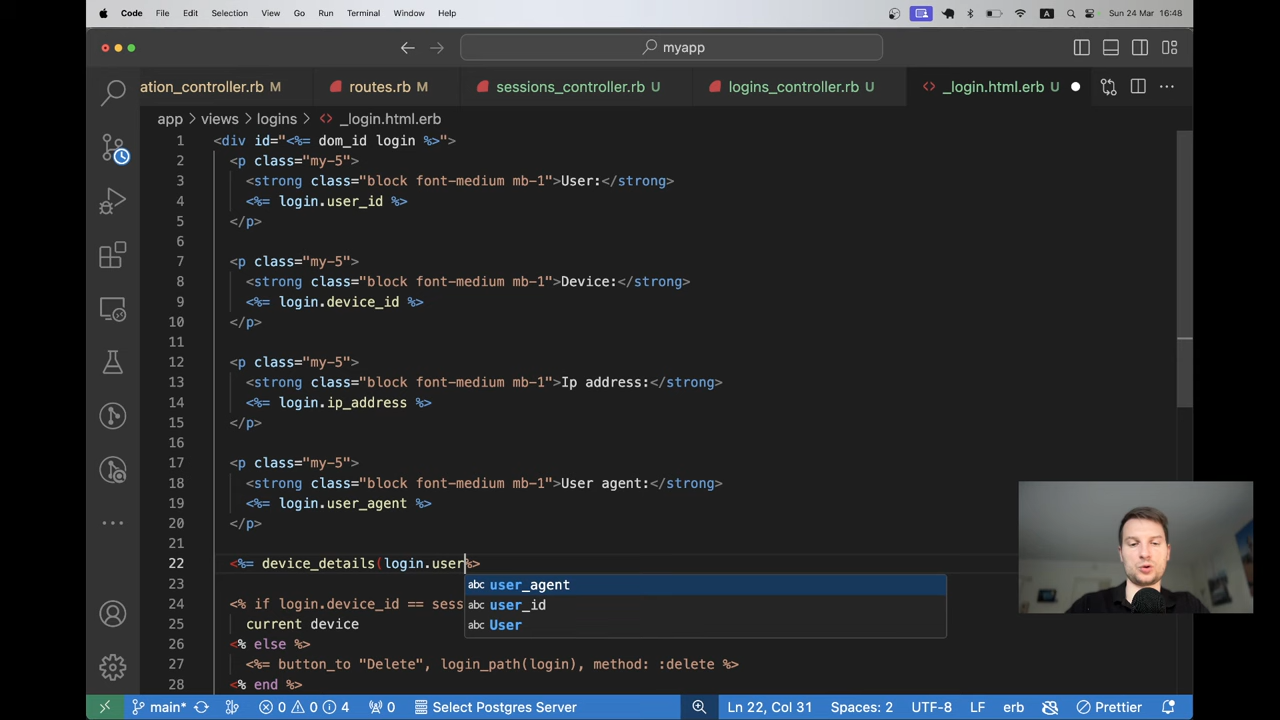 Code File Edit Selection View Go Run Terminal Window Help A Sun 24 Mar 16:48
myapp
ation_controller.rb M routes.rb M sessions_controller.rb U logins_controller.rb U <> _login.html.erb U
app > views > logins > <> _login.html.erb
1 <div id="<%= dom_id login %>">
2 <p class="my-5">
3 <strong class="block font-medium mb-1">User:</strong>
4 <%= login.user_id %>
5 </p>
6
7 <p class="my-5">
8 <strong class="block font-medium mb-1">Device:</strong>
9 <%= login.device_id %>
10 </p>
11
12 <p class="my-5">
13 <strong class="block font-medium mb-1">Ip address:</strong>
14 <%= login.ip_address %>
15 </p>
16
17 <p class="my-5">
18 <strong class="block font-medium mb-1">User agent:</strong>
19 <%= login.user_agent %>
20 </p>
21
22 <%= device_details(login.user%>
abc user_agent
23
abc user_id
24 <% if login.device_id == sess
25 current device
abc User
26 <% else %>
27 <%= button_to "Delete", login_path(login), method: :delete %>
28 <% end %>
main* 0 0 4 0 Select Postgres Server Ln 22, Col 31 Spaces: 2 UTF-8 LF erb Prettier